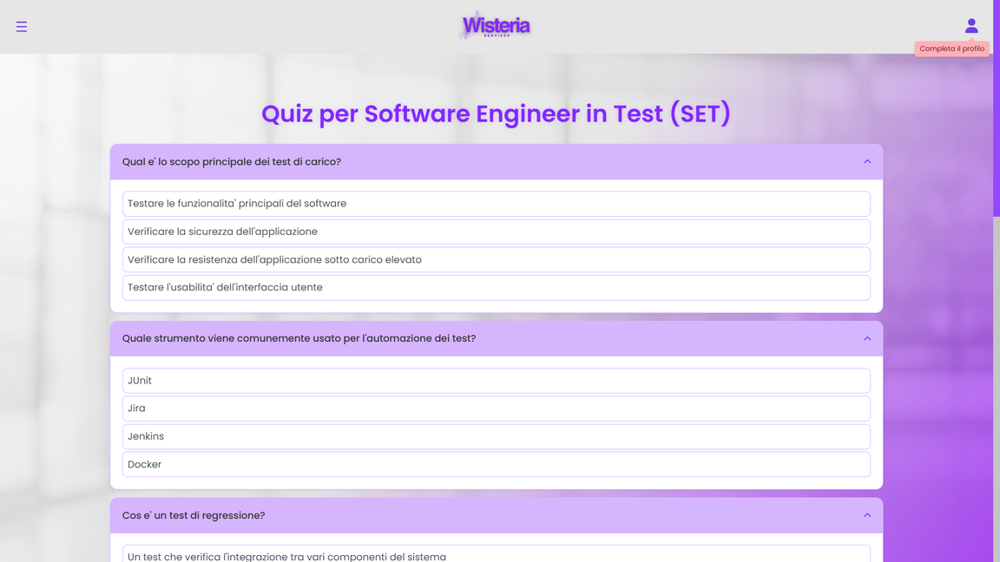 Wisteria
SERVICES
Completa il profilo
Quiz per Software Engineer in Test (SET)
Qual e' lo scopo principale dei test di carico?
Testare le funzionalita' principali del software
Verificare la sicurezza dell'applicazione
Verificare la resistenza dell'applicazione sotto carico elevato
Testare l'usabilita' dell'interfaccia utente
Quale strumento viene comunemente usato per l'automazione dei test?
JUnit
Jira
Jenkins
Docker
Cos e' un test di regressione?
Un test che verifica l'integrazione tra vari componenti del sistema